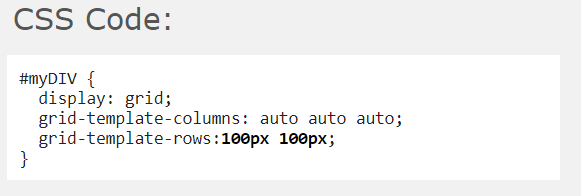 CSS Code:
#myDIV {
  display: grid;
  grid-template-columns: auto auto auto;
  grid-template-rows:100px 100px;
}